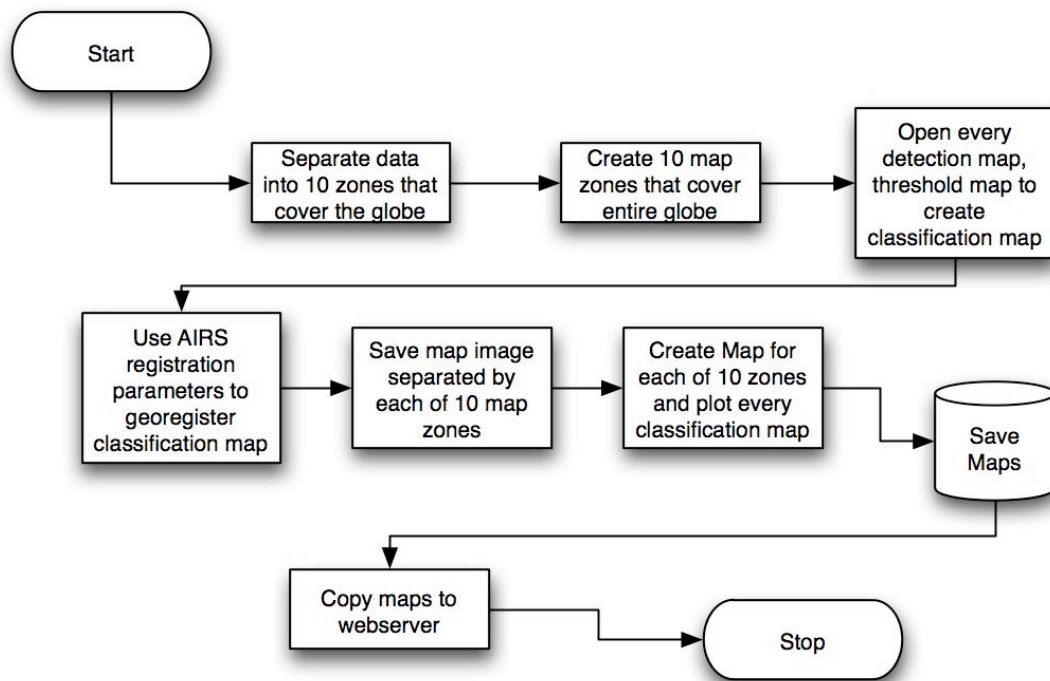 Start
Separate data
into 10 zones that
cover the globe
Create 10 map
zones that cover
entire globe
Open every
detection map,
threshold map to
create
classification map
Use AIRS
registration
parameters to
georegister
classification map
Save map image
separated by
each of 10 map
zones
Create Map for
each of 10 zones
and plot every
classification map
Save
Maps
Copy maps to
webserver
Stop